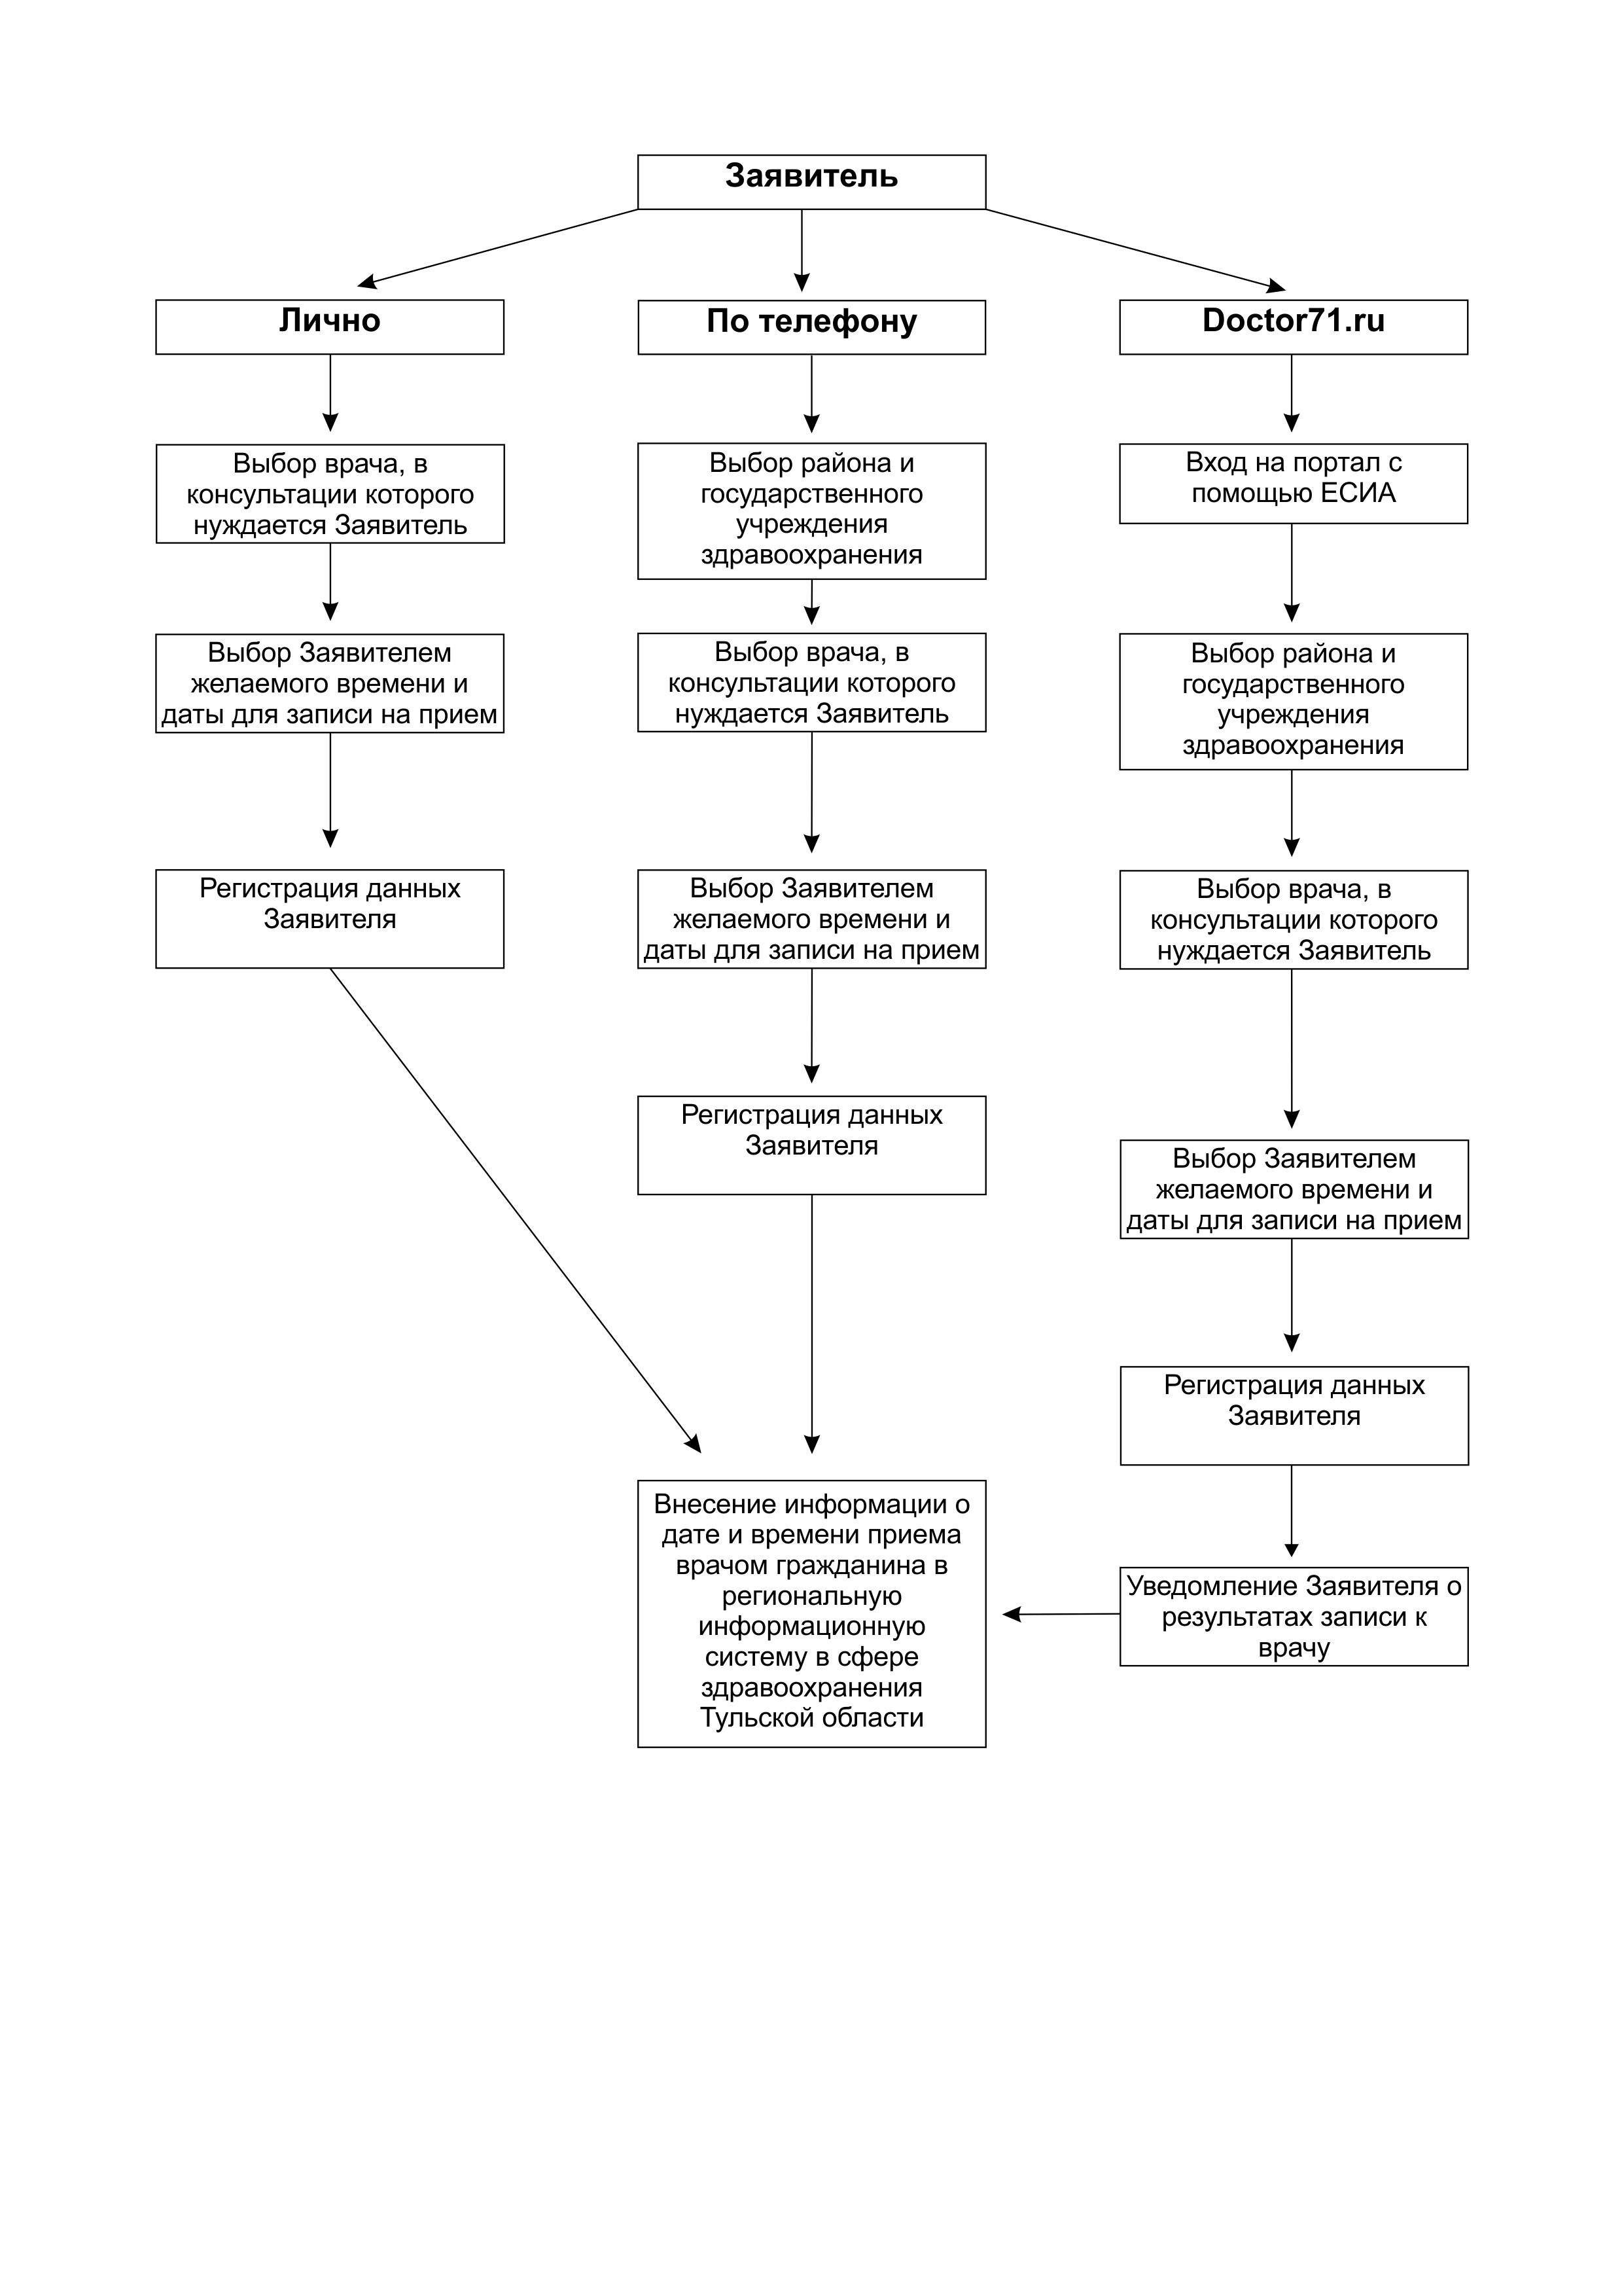 Заявитель
Лично
По телефону
Doctor71.ru
Выбор врача, в
консультации которого
нуждается Заявитель
Выбор района и
государственного
учреждения
здравоохранения
Вход на портал с
помощью ЕСИА
Выбор Заявителем
желаемого времени и
даты для записи на прием
Выбор врача, в
консультации которого
нуждается Заявитель
Выбор района и
государственного
учреждения
здравоохранения
Регистрация данных
Заявителя
Выбор Заявителем
желаемого времени и
даты для записи на прием
Выбор врача, в
консультации которого
нуждается Заявитель
Регистрация данных
Заявителя
Выбор Заявителем
желаемого времени и
даты для записи на прием
Регистрация данных
Заявителя
Внесение информации о
дате и времени приема
врачом гражданина в
региональную
информационную
систему в сфере
здравоохранения
Тульской области
Уведомление Заявителя о
результатах записи к
врачу